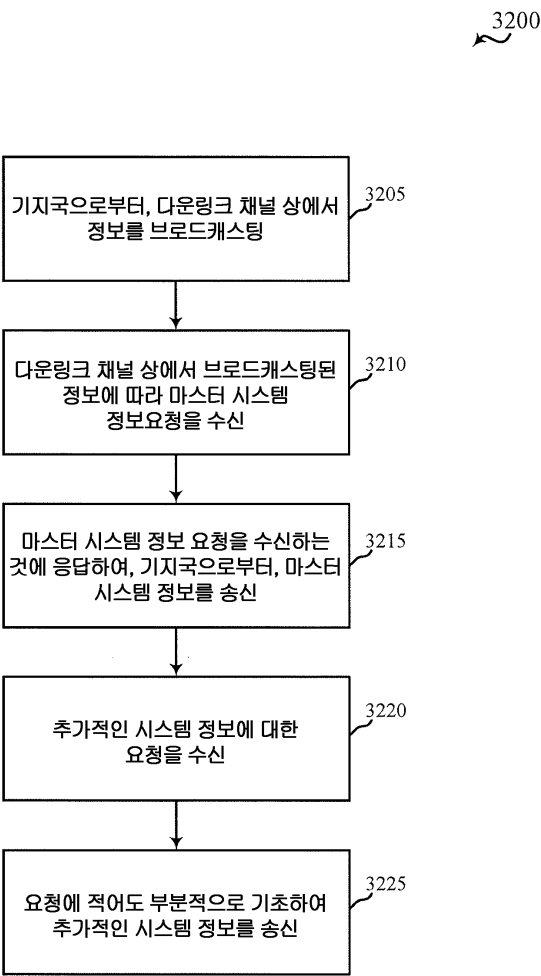 3200
기지국으로부터, 다운링크 채널 상에서
정보를 브로드캐스팅
3205
다운링크 채널 상에서 브로드캐스팅된
정보에 따라 마스터 시스템
정보요청을 수신
3210
마스터 시스템 정보 요청을 수신하는
것에 응답하여, 기지국으로부터, 마스터
시스템 정보를 송신
3215
추가적인 시스템 정보에 대한
요청을 수신
3220
요청에 적어도 부분적으로 기초하여
추가적인 시스템 정보를 송신
3225